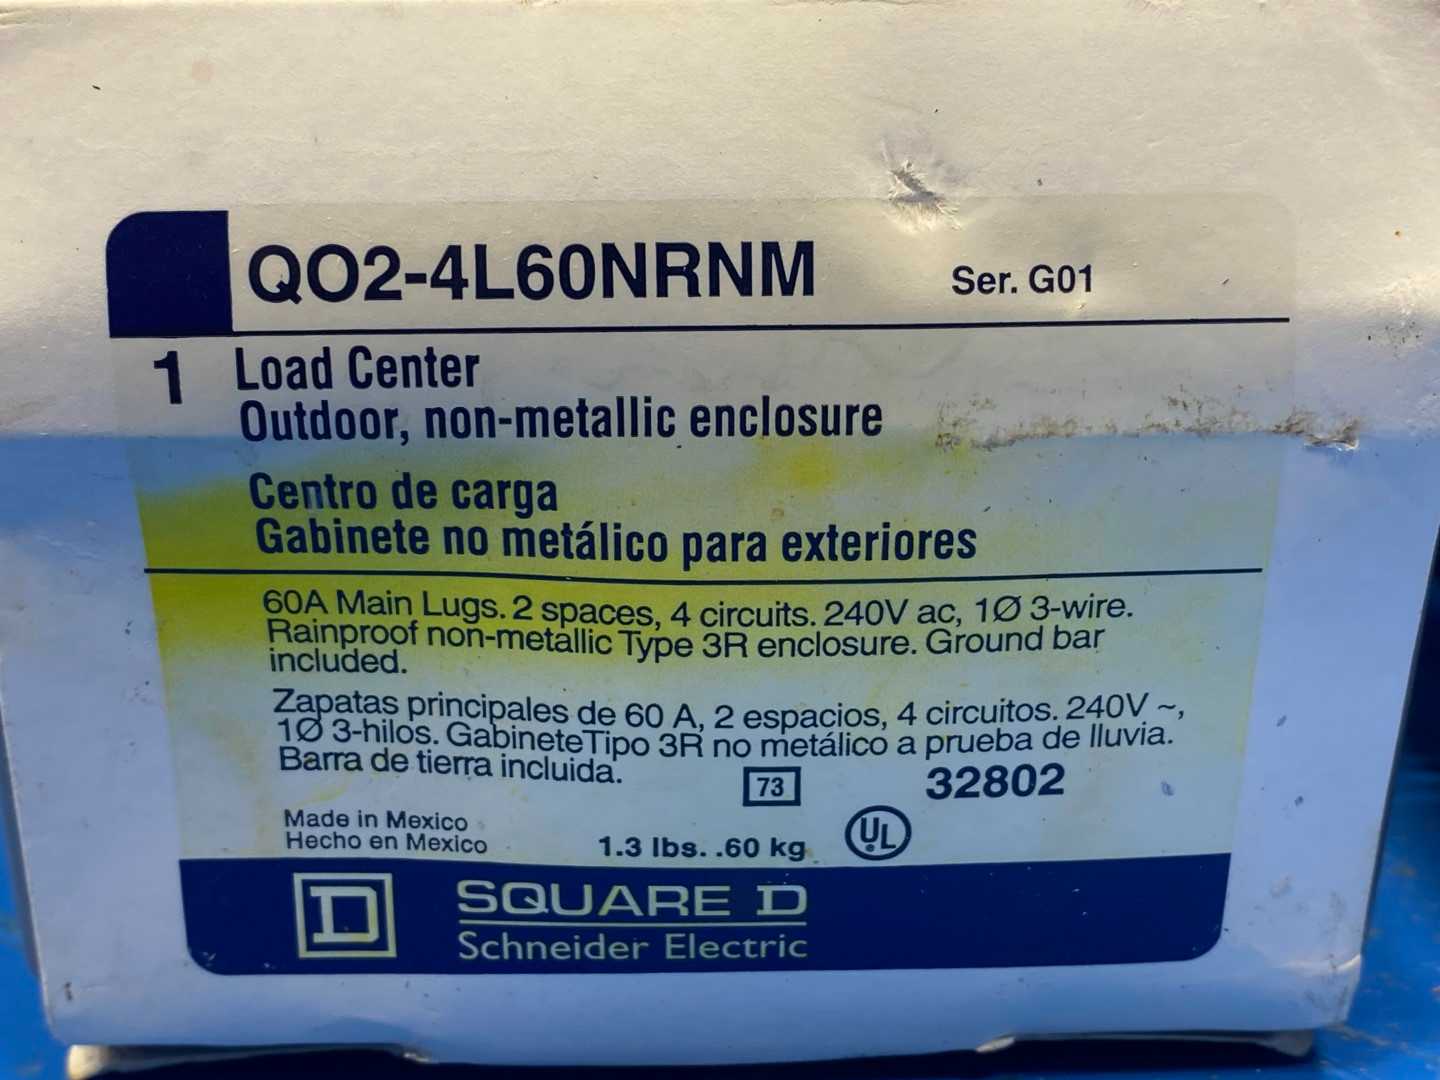 QO2-4L60NRNM Ser. G01
1 Load Center
Outdoor, non-metallic enclosure
Centro de carga
Gabinete no metálico para exteriores
60A Main Lugs. 2 spaces, 4 circuits. 240V ac, 1Ø 3-wire.
Rainproof non-metallic Type 3R enclosure. Ground bar
included.
Zapatas principales de 60 A, 2 espacios, 4 circuitos. 240V ~,
1Ø 3-hilos. Gabinete Tipo 3R no metálico a prueba de lluvia.
Barra de tierra incluida.
73 32802
Made in Mexico
Hecho en Mexico
1.3 lbs. .60 kg UL
D SQUARE D
Schneider Electric